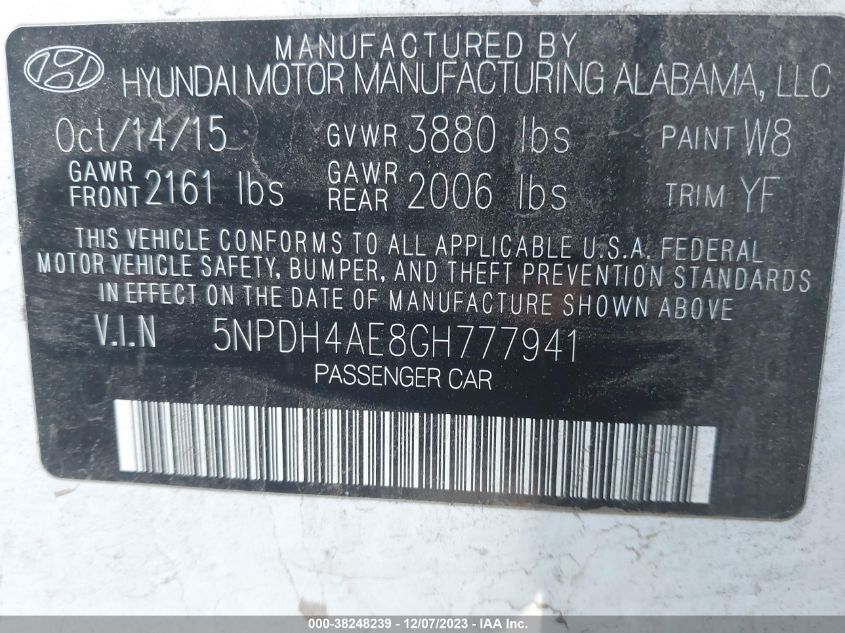 MANUFACTURED BY
HYUNDAI MOTOR MANUFACTURING ALABAMA, LLC
Oct/14/15 GVWR 3880 lbs PAINT W8
GAWR FRONT 2161 lbs GAWR REAR 2006 lbs TRIM YF
THIS VEHICLE CONFORMS TO ALL APPLICABLE U.S.A. FEDERAL
MOTOR VEHICLE SAFETY, BUMPER, AND THEFT PREVENTION STANDARDS
IN EFFECT ON THE DATE OF MANUFACTURE SHOWN ABOVE
V.I.N 5NPDH4AE8GH777941
PASSENGER CAR
000-38248239 - 12/07/2023 - IAA Inc.